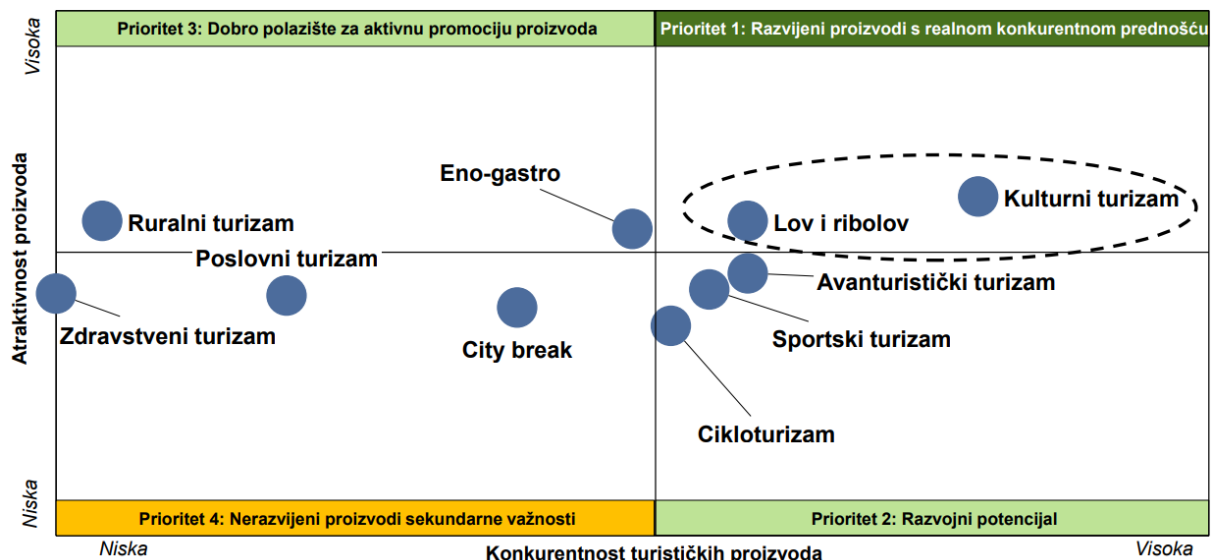 Prioritet 3: Dobro polazište za aktivnu promociju proizvoda
Prioritet 1: Razvijeni proizvodi s realnom konkurentnom prednošću
Visoka
Atraktivnost proizvoda
Niska
Eno-gastro
Kulturni turizam
Ruralni turizam
Lov i ribolov
Poslovni turizam
Avanturistički turizam
Zdravstveni turizam
City break
Sportski turizam
Cikloturizam
Prioritet 4: Nerazvijeni proizvodi sekundarne važnosti
Prioritet 2: Razvojni potencijal
Niska
Konkurentnost turističkih proizvoda
Visoka